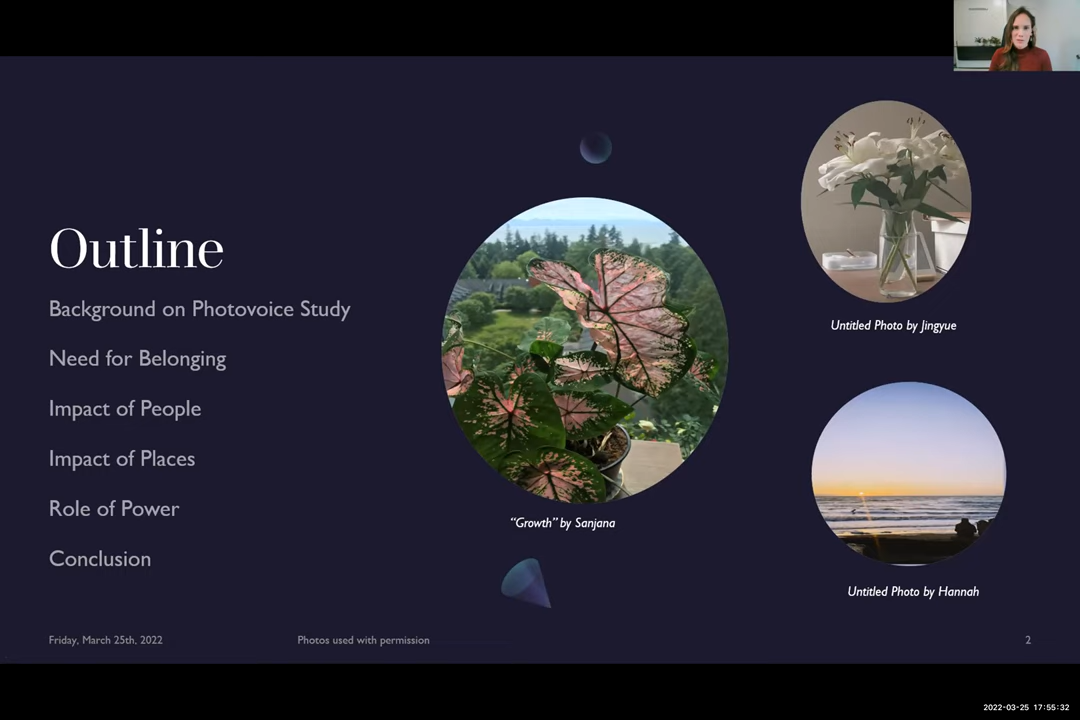 Outline
Background on Photovoice Study
Need for Belonging
Impact of People
Impact of Places
Role of Power
Conclusion
“Growth” by Sanjana
Untitled Photo by Jingyue
Untitled Photo by Hannah
Friday, March 25th, 2022
Photos used with permission
2
2022-03-25 17:55:32